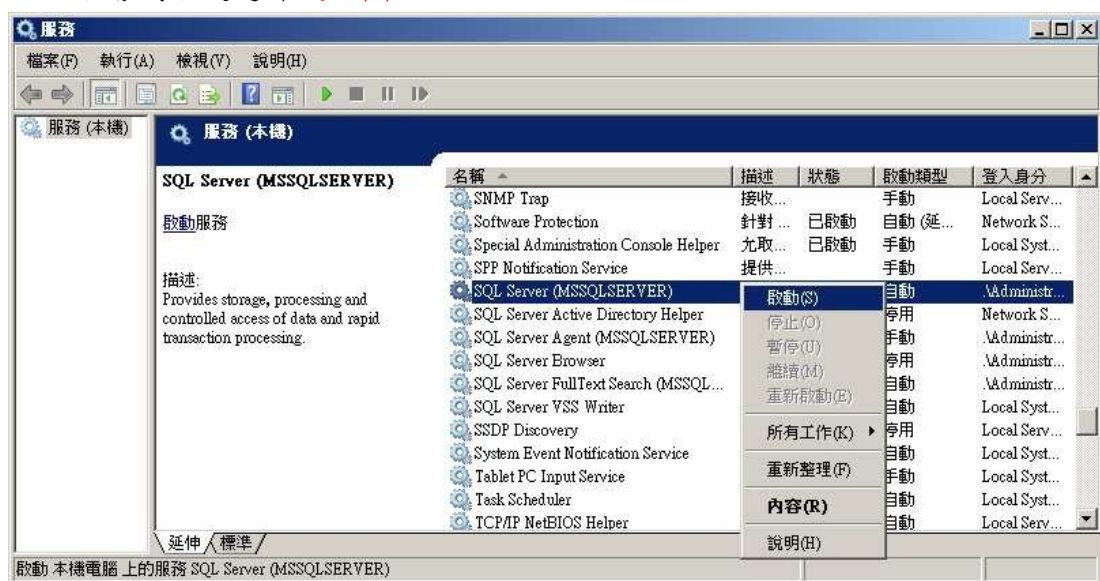 服務
檔案(F) 執行(A) 檢視(V) 說明(H)
服務 (本機)
服務 (本機)
SQL Server (MSSQLSERVER)
啟動服務
描述:
Provides storage, processing and
controlled access of data and rapid
transaction processing.
名稱 描述 狀態 啟動類型 登入身分
SNMP Trap 接收... 手動 Local Serv...
Software Protection 針對 ... 已啟動 自動 (延... Network S...
Special Administration Console Helper 允取... 已啟動 手動 Local Syst...
SPP Notification Service 提供... 手動 Local Serv...
SQL Server (MSSQLSERVER) 自動 .\Administr...
SQL Server Active Directory Helper 停用 Network S...
SQL Server Agent (MSSQLSERVER) 手動 .\Administr...
SQL Server Browser 停用 .\Administr...
SQL Server FullText Search (MSSQL... 自動 .\Administr...
SQL Server VSS Writer 自動 Local Syst...
SSDP Discovery 停用 Local Serv...
System Event Notification Service 自動 Local Syst...
Tablet PC Input Service 手動 Local Syst...
Task Scheduler 自動 Local Syst...
TCP/IP NetBIOS Helper 自動 Local Serv...
啟動(S)
停止(O)
暫停(U)
繼續(M)
重新啟動(E)
所有工作(K)
重新整理(F)
內容(R)
說明(H)
延伸 標準
啟動 本機電腦 上的服務 SQL Server (MSSQLSERVER)